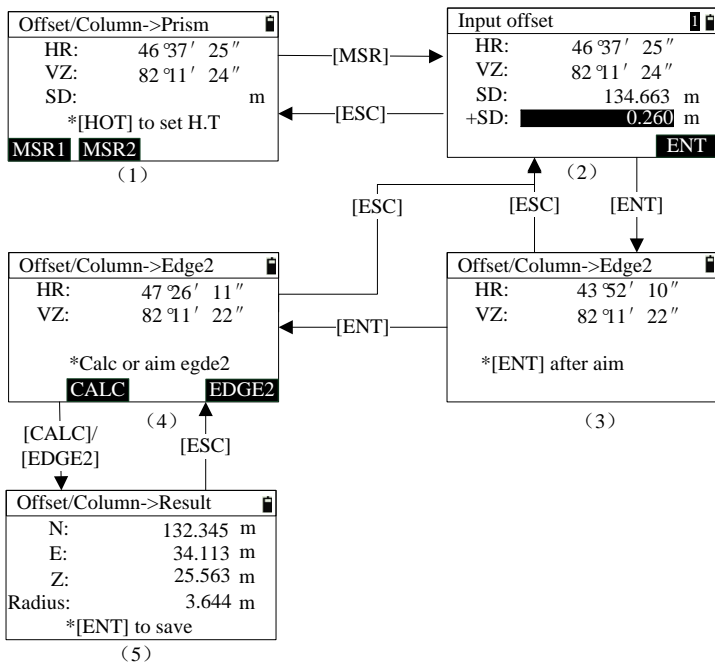 Offset/Column->Prism
HR: 46°37′ 25″
VZ: 82°11′ 24″
SD: m
*[HOT] to set H.T
MSR1 MSR2
（1）
[MSR]
[ESC]
Input offset 1
HR: 46°37′ 25″
VZ: 82°11′ 24″
SD: 134.663 m
+SD: 0.260 m
ENT
（2）
[ESC]
[ESC]
[ENT]
Offset/Column->Edge2
HR: 43°52′ 10″
VZ: 82°11′ 22″
*[ENT] after aim
（3）
[ENT]
Offset/Column->Edge2
HR: 47°26′ 11″
VZ: 82°11′ 22″
*Calc or aim egde2
CALC EDGE2
（4）
[CALC]/
[EDGE2]
[ESC]
Offset/Column->Result
N: 132.345 m
E: 34.113 m
Z: 25.563 m
Radius: 3.644 m
*[ENT] to save
（5）